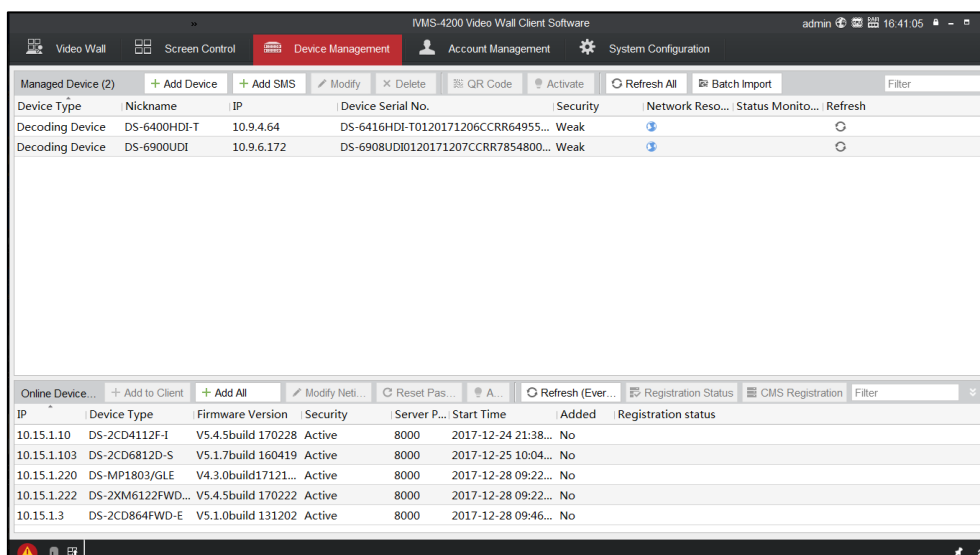 IVMS-4200 Video Wall Client Software admin 16:41:05
Video Wall Screen Control Device Management Account Management System Configuration
Managed Device (2) + Add Device + Add SMS Modify × Delete QR Code Activate Refresh All Batch Import Filter
Device Type Nickname IP Device Serial No. Security Network Reso... Status Monito... Refresh
Decoding Device DS-6400HDI-T 10.9.4.64 DS-6416HDI-T0120171206CCRR64955... Weak
Decoding Device DS-6900UDI 10.9.6.172 DS-6908UDI0120171207CCRR7854800... Weak
Online Device... + Add to Client + Add All Modify Neti... Reset Pas... A... Refresh (Ever... Registration Status CMS Registration Filter
IP Device Type Firmware Version Security Server P... Start Time Added Registration status
10.15.1.10 DS-2CD4112F-I V5.4.5build 170228 Active 8000 2017-12-24 21:38... No
10.15.1.103 DS-2CD6812D-S V5.1.7build 160419 Active 8000 2017-12-25 10:04... No
10.15.1.220 DS-MP1803/GLE V4.3.0build17121... Active 8000 2017-12-28 09:22... No
10.15.1.222 DS-2XM6122FWD... V5.4.5build 170222 Active 8000 2017-12-28 09:22... No
10.15.1.3 DS-2CD864FWD-E V5.1.0build 131202 Active 8000 2017-12-28 09:46... No